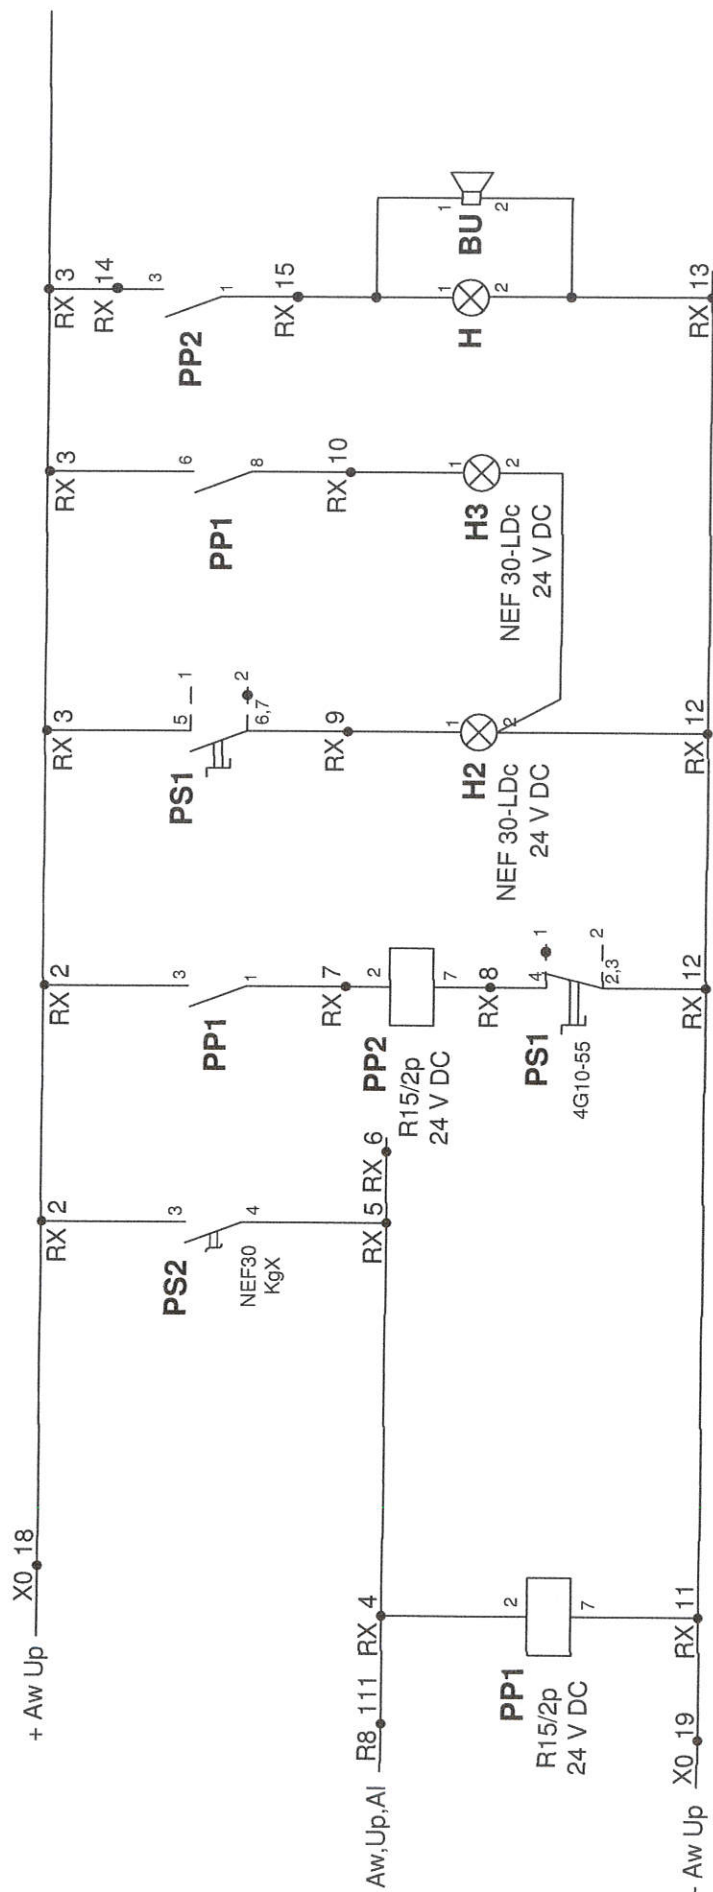 + Aw Up
X0 18
RX 2
RX 2
RX 3
RX 3
RX 3
RX 14
3
PS2
4
NEF30
KgX
3
PP1
1
5
1
PS1
6,7
2
6
PP1
8
3
PP2
1
Aw,Up,Al
R8 111
RX 4
RX 5
RX 6
RX 7
RX 9
RX 10
RX 15
2
PP1
7
R15/2p
24 V DC
2
PP2
7
R15/2p
24 V DC
RX 8
4
1
PS1
2,3
2
4G10-55
1
H2
2
NEF 30-LDc
24 V DC
1
H3
2
NEF 30-LDc
24 V DC
1
H
2
1
BU
2
- Aw Up
X0 19
RX 11
RX 12
RX 12
RX 13